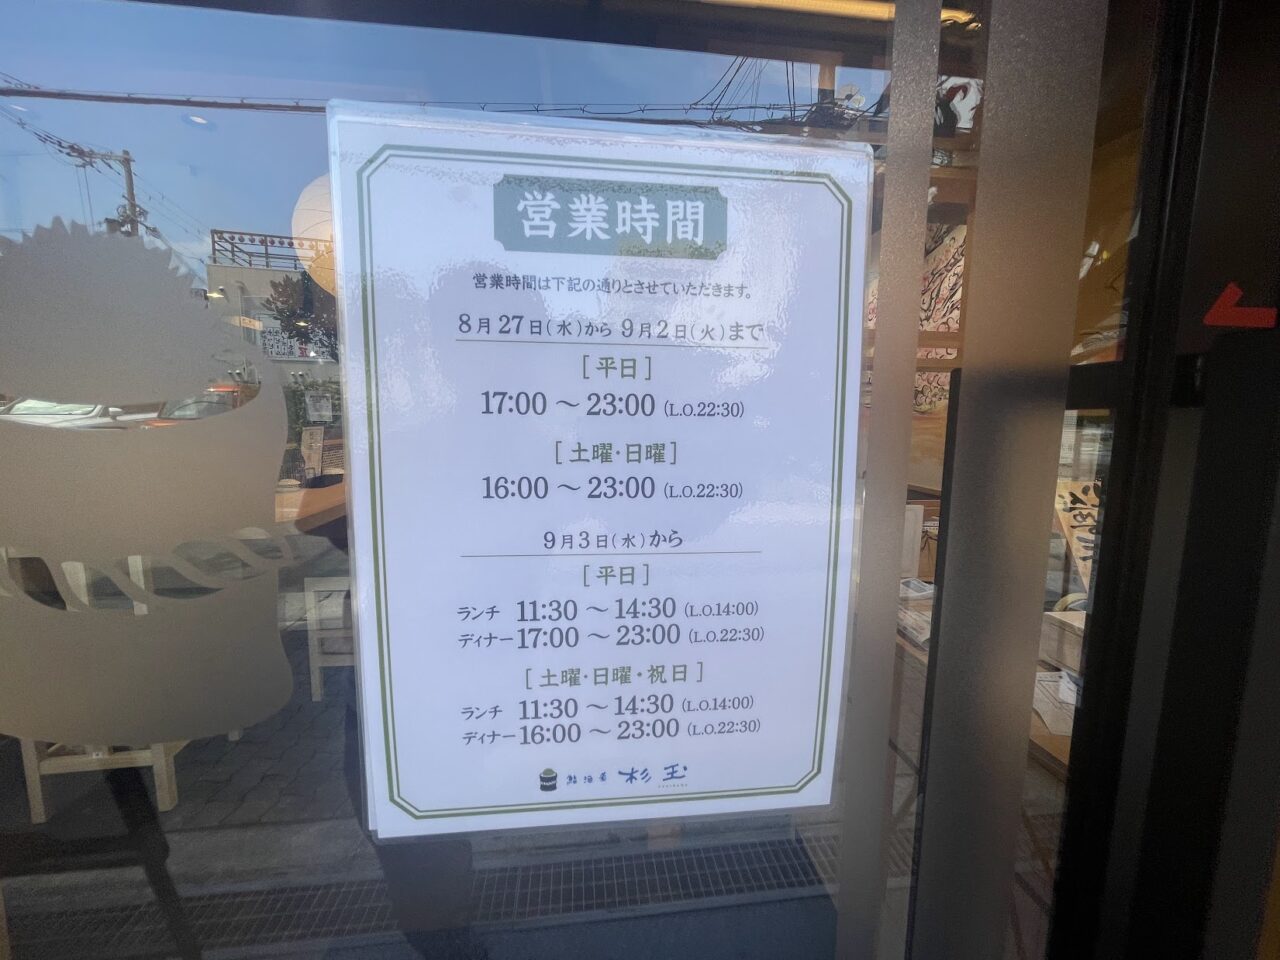 営業時間
営業時間は下記の通りとさせていただきます。
8月27日(水)から 9月2日(火)まで
[平日]
17:00 ～ 23:00 (L.O.22:30)
[土曜・日曜]
16:00 ～ 23:00 (L.O.22:30)
9月3日(水)から
[平日]
ランチ 11:30 ～ 14:30 (L.O.14:00)
ディナー 17:00 ～ 23:00 (L.O.22:30)
[土曜・日曜・祝日]
ランチ 11:30 ～ 14:30 (L.O.14:00)
ディナー 16:00 ～ 23:00 (L.O.22:30)
鮨酒肴 杉玉